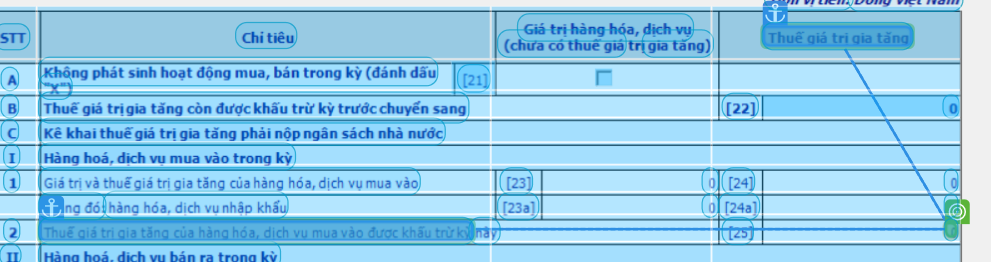 Đơn vị tiền: Đồng Việt Nam
STT Chỉ tiêu Giá trị hàng hóa, dịch vụ Thuế giá trị gia tăng
(chưa có thuế giá trị gia tăng)
A Không phát sinh hoạt động mua, bán trong kỳ (đánh dấu [21]
"X")
B Thuế giá trị gia tăng còn được khấu trừ kỳ trước chuyển sang [22] 0
C Kê khai thuế giá trị gia tăng phải nộp ngân sách nhà nước
I Hàng hoá, dịch vụ mua vào trong kỳ
1 Giá trị và thuế giá trị gia tăng của hàng hóa, dịch vụ mua vào [23] 0 [24] 0
đó: hàng hóa, dịch vụ nhập khẩu [23a] 0 [24a]
2 Thuế giá trị gia tăng của hàng hóa, dịch vụ mua vào được khấu trừ kỳ này [25] 0
II Hàng hoá, dịch vụ bán ra trong kỳ